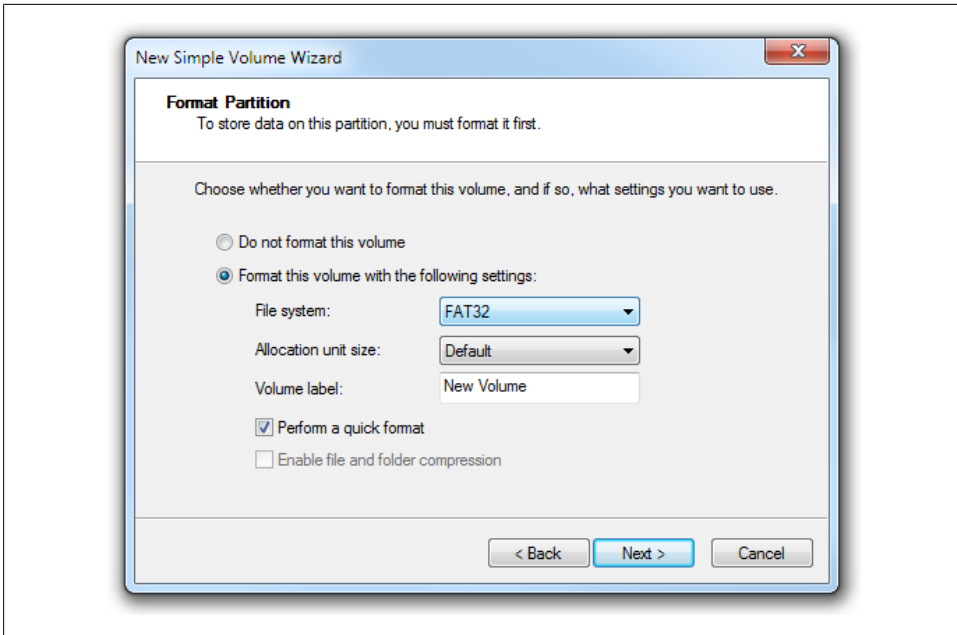 New Simple Volume Wizard
Format Partition
To store data on this partition, you must format it first.
Choose whether you want to format this volume, and if so, what settings you want to use.
Do not format this volume
Format this volume with the following settings:
File system: FAT32
Allocation unit size: Default
Volume label: New Volume
Perform a quick format
Enable file and folder compression
< Back Next > Cancel